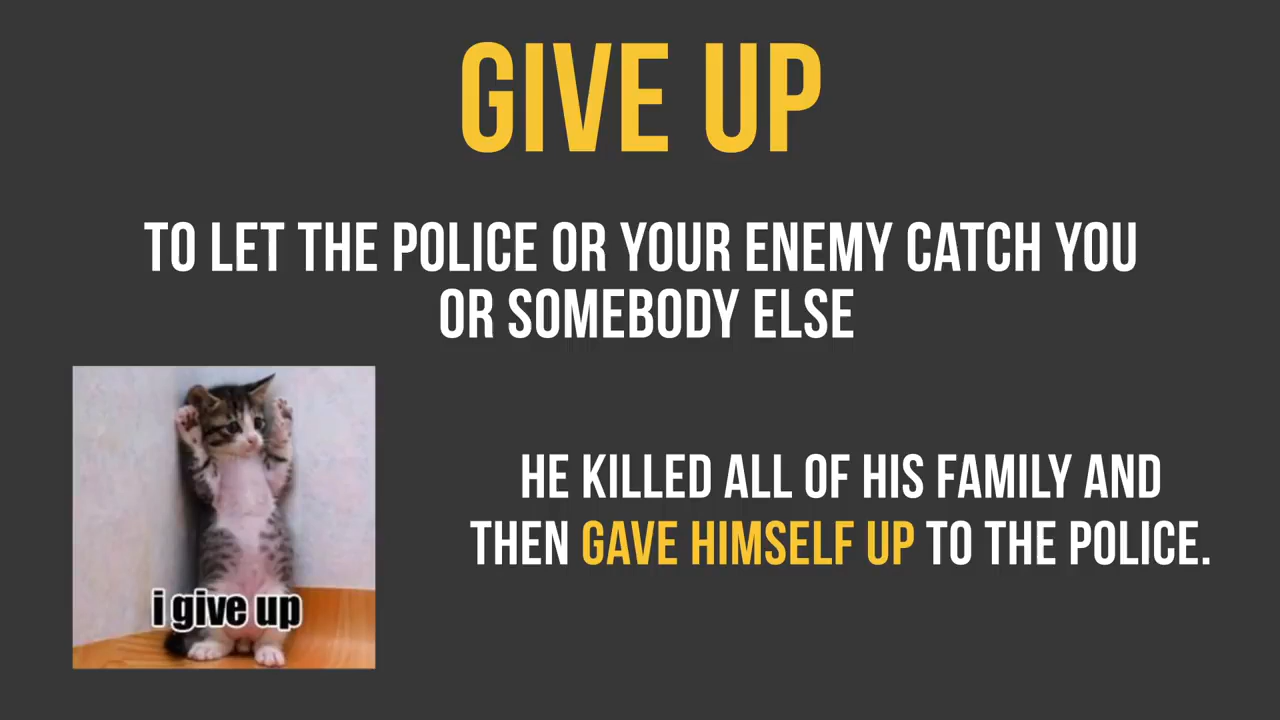 GIVE UP
TO LET THE POLICE OR YOUR ENEMY CATCH YOU
OR SOMEBODY ELSE
HE KILLED ALL OF HIS FAMILY AND
THEN GAVE HIMSELF UP TO THE POLICE.
i give up